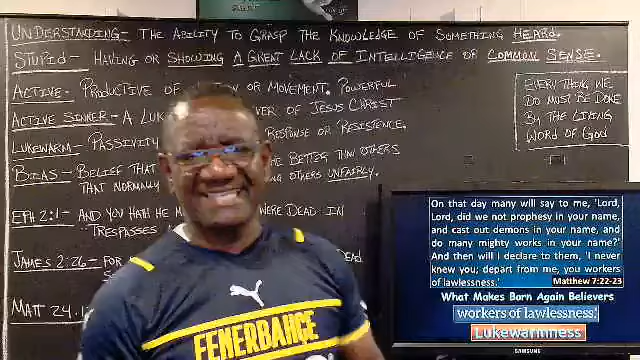 UNDERSTANDING - THE ABILITY TO GRASP THE KNOWLEDGE OF SOMETHING HEARD.
STUPID - HAVING OR SHOWING A GREAT LACK OF INTELLIGENCE OR COMMON SENSE.
ACTIVE - PRODUCTIVE OF OR MOVEMENT. POWERFUL
ACTIVE SINKER - A LUK OF JESUS CHRIST
LUKEWARM - PASSIVITY RESPONSE OR RESISTENCE.
BIAS - BELIEF THAT BETTER THAN OTHERS
THAT NORMALLY OTHERS UNFAIRLY.
EPH 2:1 - AND YOU HATH HE WERE DEAD IN
TRESPASSES
JAMES 2:26 - FOR DEAD
MATT 24:1
EVERYTHING WE
DO MUST BE DONE
BY THE LIVING
WORD OF GOD
On that day many will say to me, 'Lord,
Lord, did we not prophesy in your name,
and cast out demons in your name, and
do many mighty works in your name?'
And then will I declare to them, 'I never
knew you; depart from me, you workers
of lawlessness.' Matthew 7:22-23
What Makes Born Again Believers
workers of lawlessness.'
Lukewarmness
SAMSUNG
PUMA
FENERBAHÇE